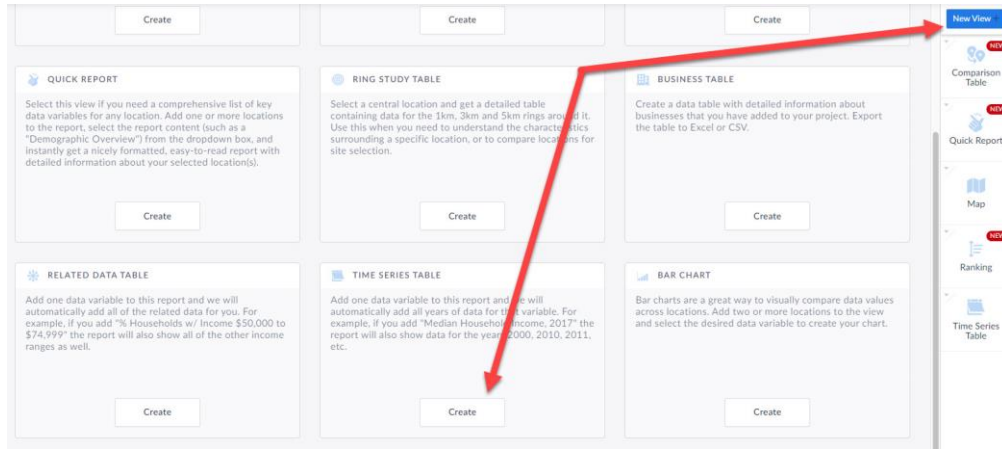 Create
Create
Create
New View +
NEW
Comparison
Table
NEW
Quick Report
Map
NEW
Ranking
Time Series
Table
QUICK REPORT
Select this view if you need a comprehensive list of key
data variables for any location. Add one or more locations
to the report, select the report content (such as a
"Demographic Overview") from the dropdown box, and
instantly get a nicely formatted, easy-to-read report with
detailed information about your selected location(s).
Create
RING STUDY TABLE
Select a central location and get a detailed table
containing data for the 1km, 3km and 5km rings around it.
Use this when you need to understand the characteristics
surrounding a specific location, or to compare locations for
site selection.
Create
BUSINESS TABLE
Create a data table with detailed information about
businesses that you have added to your project. Export
the table to Excel or CSV.
Create
RELATED DATA TABLE
Add one data variable to this report and we will
automatically add all of the related data for you. For
example, if you add "% Households w/ Income $50,000 to
$74,999" the report will also show all of the other income
ranges as well.
Create
TIME SERIES TABLE
Add one data variable to this report and we will
automatically add all years of data for that variable. For
example, if you add "Median Household Income, 2017" the
report will also show data for the years 2000, 2010, 2011,
etc.
Create
BAR CHART
Bar charts are a great way to visually compare data values
across locations. Add two or more locations to the view
and select the desired data variable to create your chart.
Create